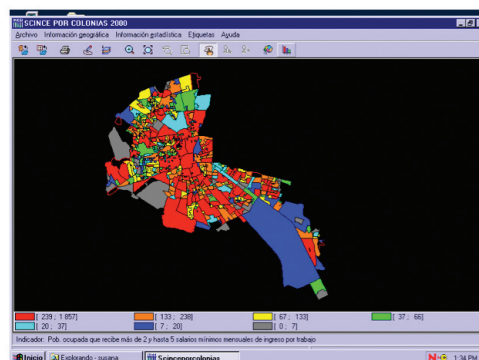 SCINCE POR COLONIAS 2000
Archivo Información geográfica Información estadística Etiquetas Ayuda
[ 239 ; 1 857] [ 133 ; 238] [ 67 ; 133] [ 37 ; 66]
[ 20 ; 37] [ 7 ; 20] [ 0 ; 7]
Indicador: Pob. ocupada que recibe más de 2 y hasta 5 salarios mínimos mensuales de ingreso por trabajo
Inicio Explorando - susana Scinceporcolonias 1:34 PM